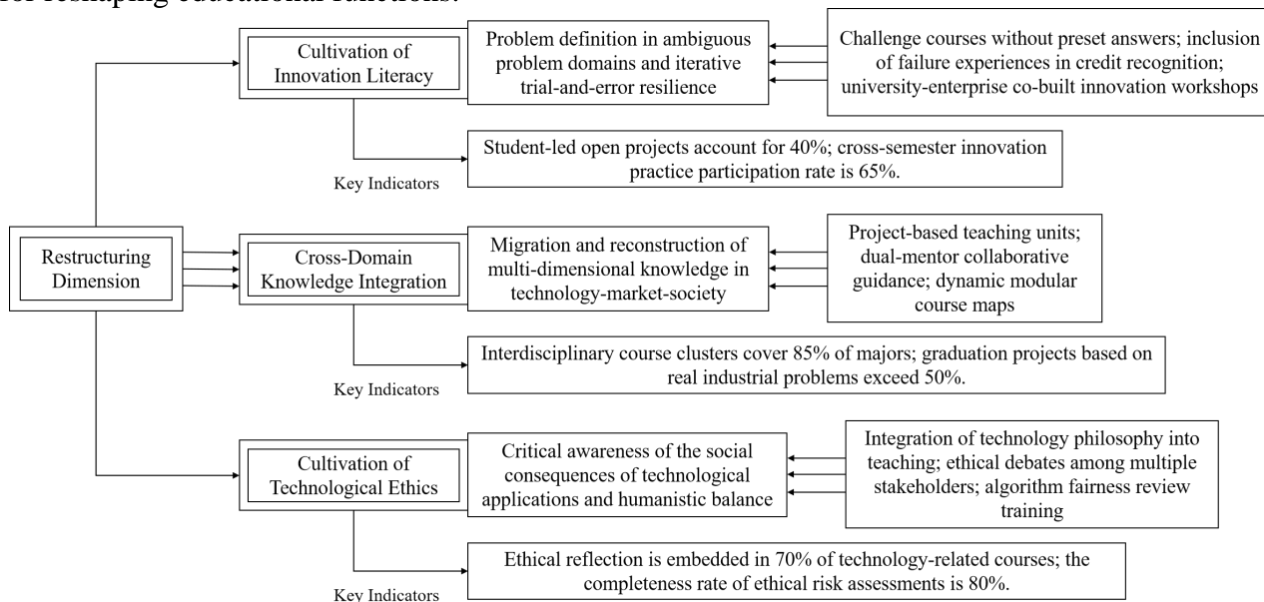 for reshaping educational functions.
Cultivation of
Innovation Literacy
Problem definition in ambiguous
problem domains and iterative
trial-and-error resilience
Challenge courses without preset answers; inclusion
of failure experiences in credit recognition;
university-enterprise co-built innovation workshops
Key Indicators
Student-led open projects account for 40%; cross-semester innovation
practice participation rate is 65%.
Restructuring
Dimension
Cross-Domain
Knowledge Integration
Migration and reconstruction of
multi-dimensional knowledge in
technology-market-society
Project-based teaching units;
dual-mentor collaborative
guidance; dynamic modular
course maps
Key Indicators
Interdisciplinary course clusters cover 85% of majors; graduation projects based on
real industrial problems exceed 50%.
Cultivation of
Technological Ethics
Critical awareness of the social
consequences of technological
applications and humanistic balance
Integration of technology philosophy into
teaching; ethical debates among multiple
stakeholders; algorithm fairness review
training
Key Indicators
Ethical reflection is embedded in 70% of technology-related courses; the
completeness rate of ethical risk assessments is 80%.